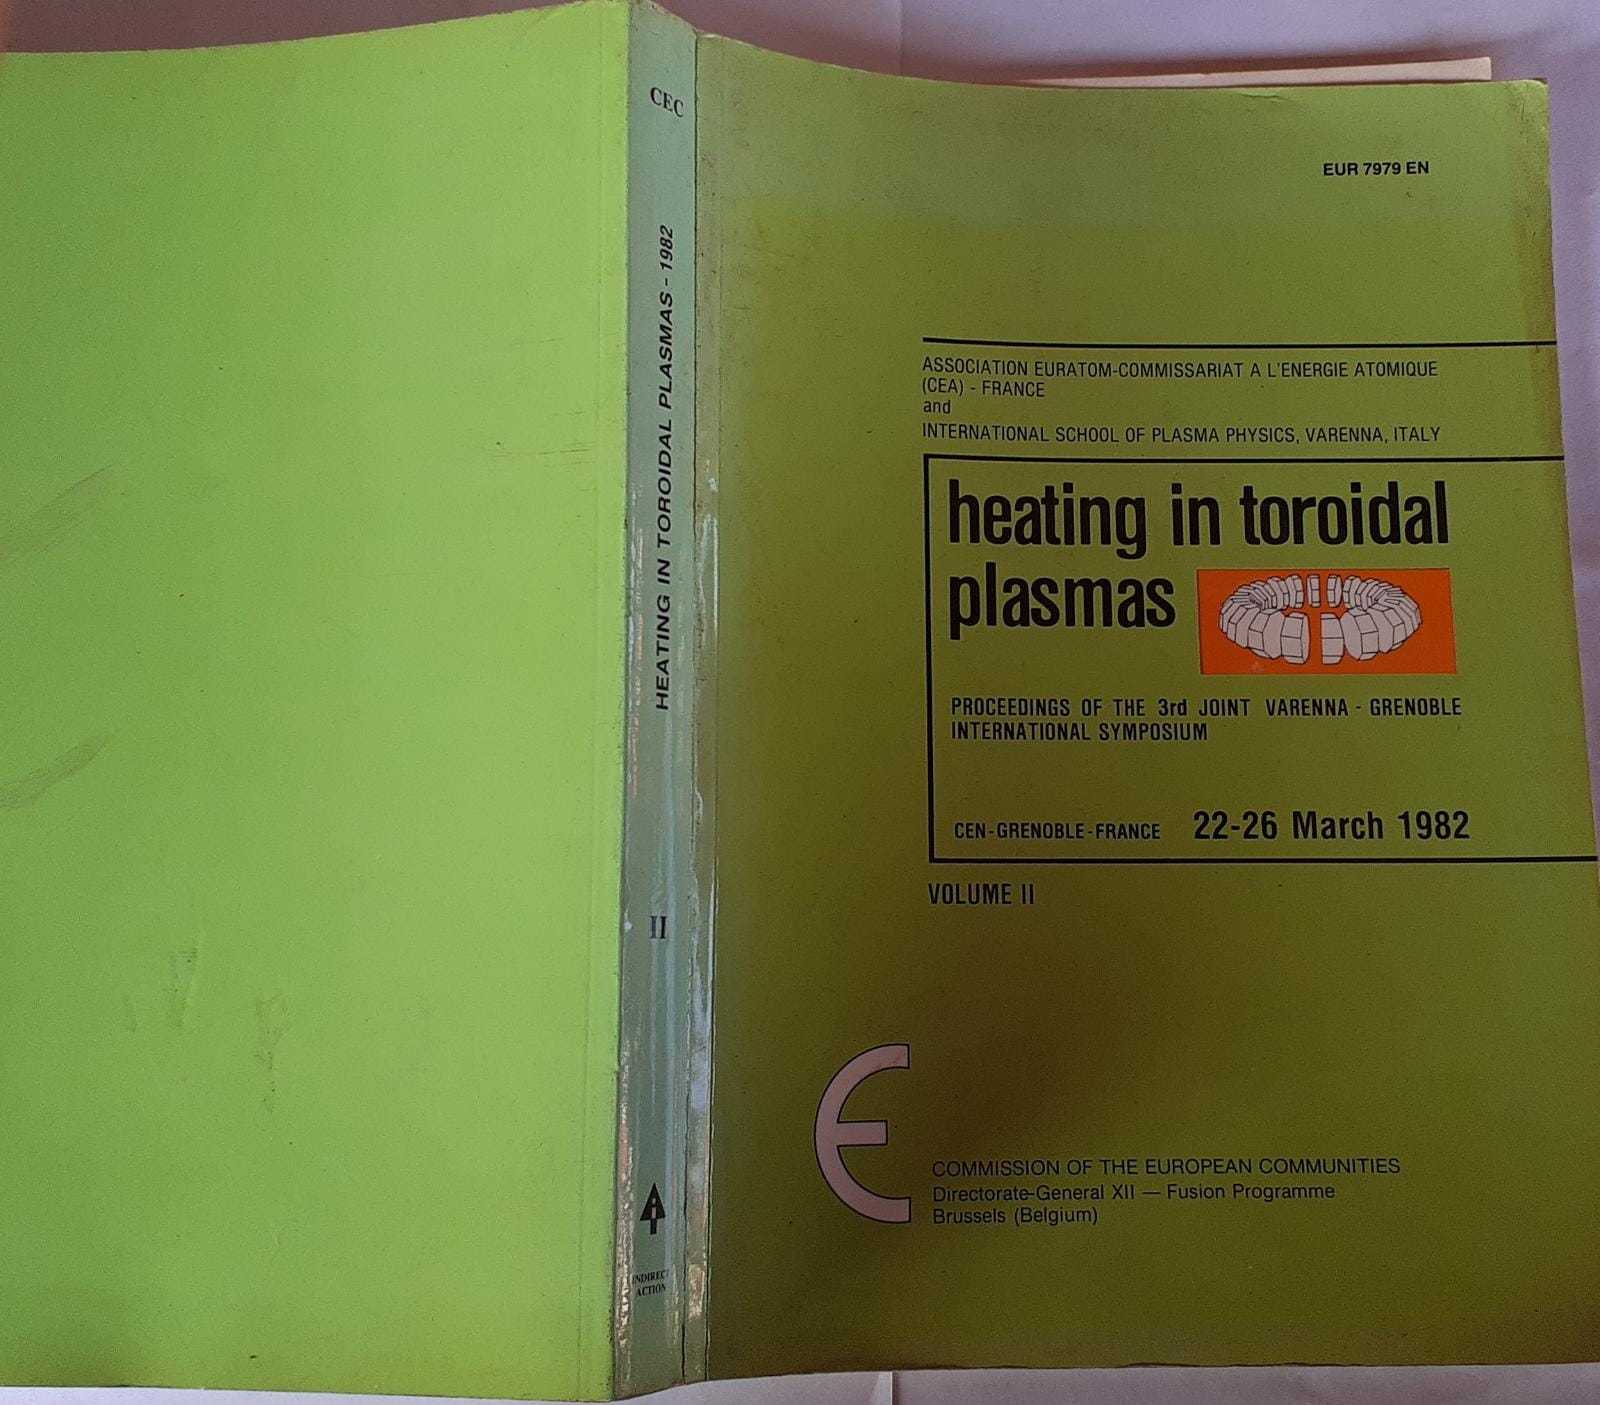 CEC
HEATING IN TOROIDAL PLASMAS - 1982
II
INDIRECT
ACTION
EUR 7979 EN
ASSOCIATION EURATOM-COMMISSARIAT A L'ENERGIE ATOMIQUE
(CEA) - FRANCE
and
INTERNATIONAL SCHOOL OF PLASMA PHYSICS, VARENNA, ITALY
heating in toroidal
plasmas
PROCEEDINGS OF THE 3rd JOINT VARENNA - GRENOBLE
INTERNATIONAL SYMPOSIUM
CEN-GRENOBLE-FRANCE 22-26 March 1982
VOLUME II
COMMISSION OF THE EUROPEAN COMMUNITIES
Directorate-General XII — Fusion Programme
Brussels (Belgium)